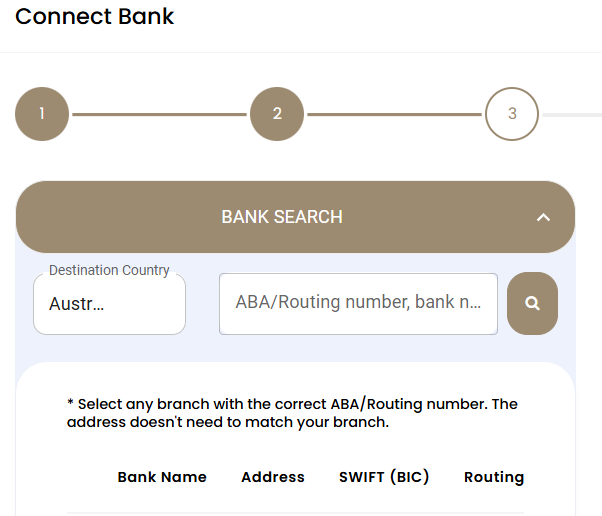 Connect Bank
1
2
3
BANK SEARCH
Destination Country
Austr...
ABA/Routing number, bank n...
* Select any branch with the correct ABA/Routing number. The
address doesn't need to match your branch.
Bank Name Address SWIFT (BIC) Routing